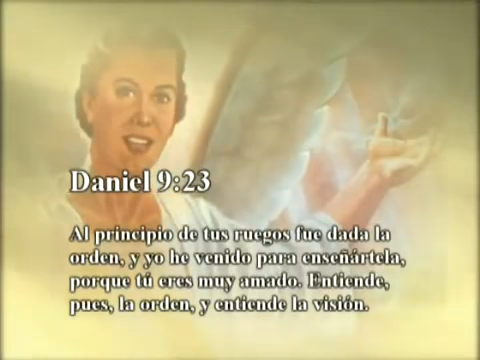 Daniel 9:23
Al principio de tus ruegos fue dada la
orden, y yo he venido para enseñártela,
porque tú eres muy amado. Entiende,
pues, la orden, y entiende la visión.